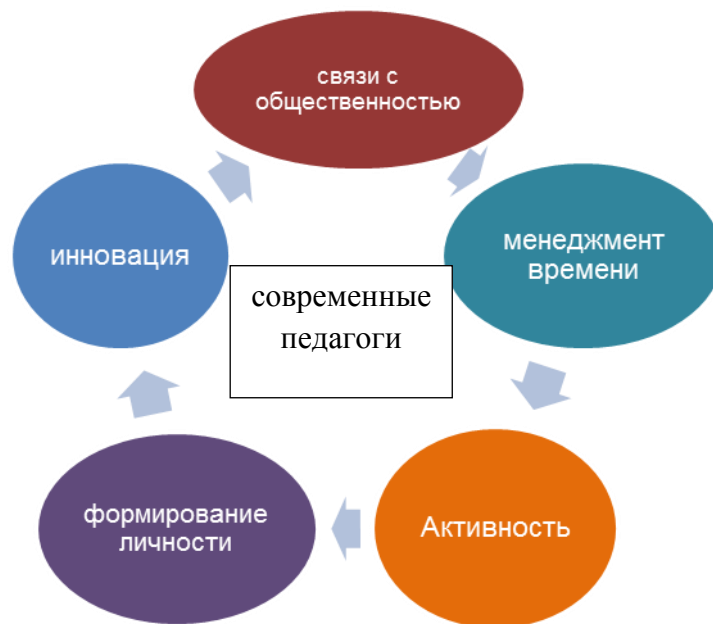 связи с
общественностью
менеджмент
времени
Активность
формирование
личности
инновация
современные
педагоги